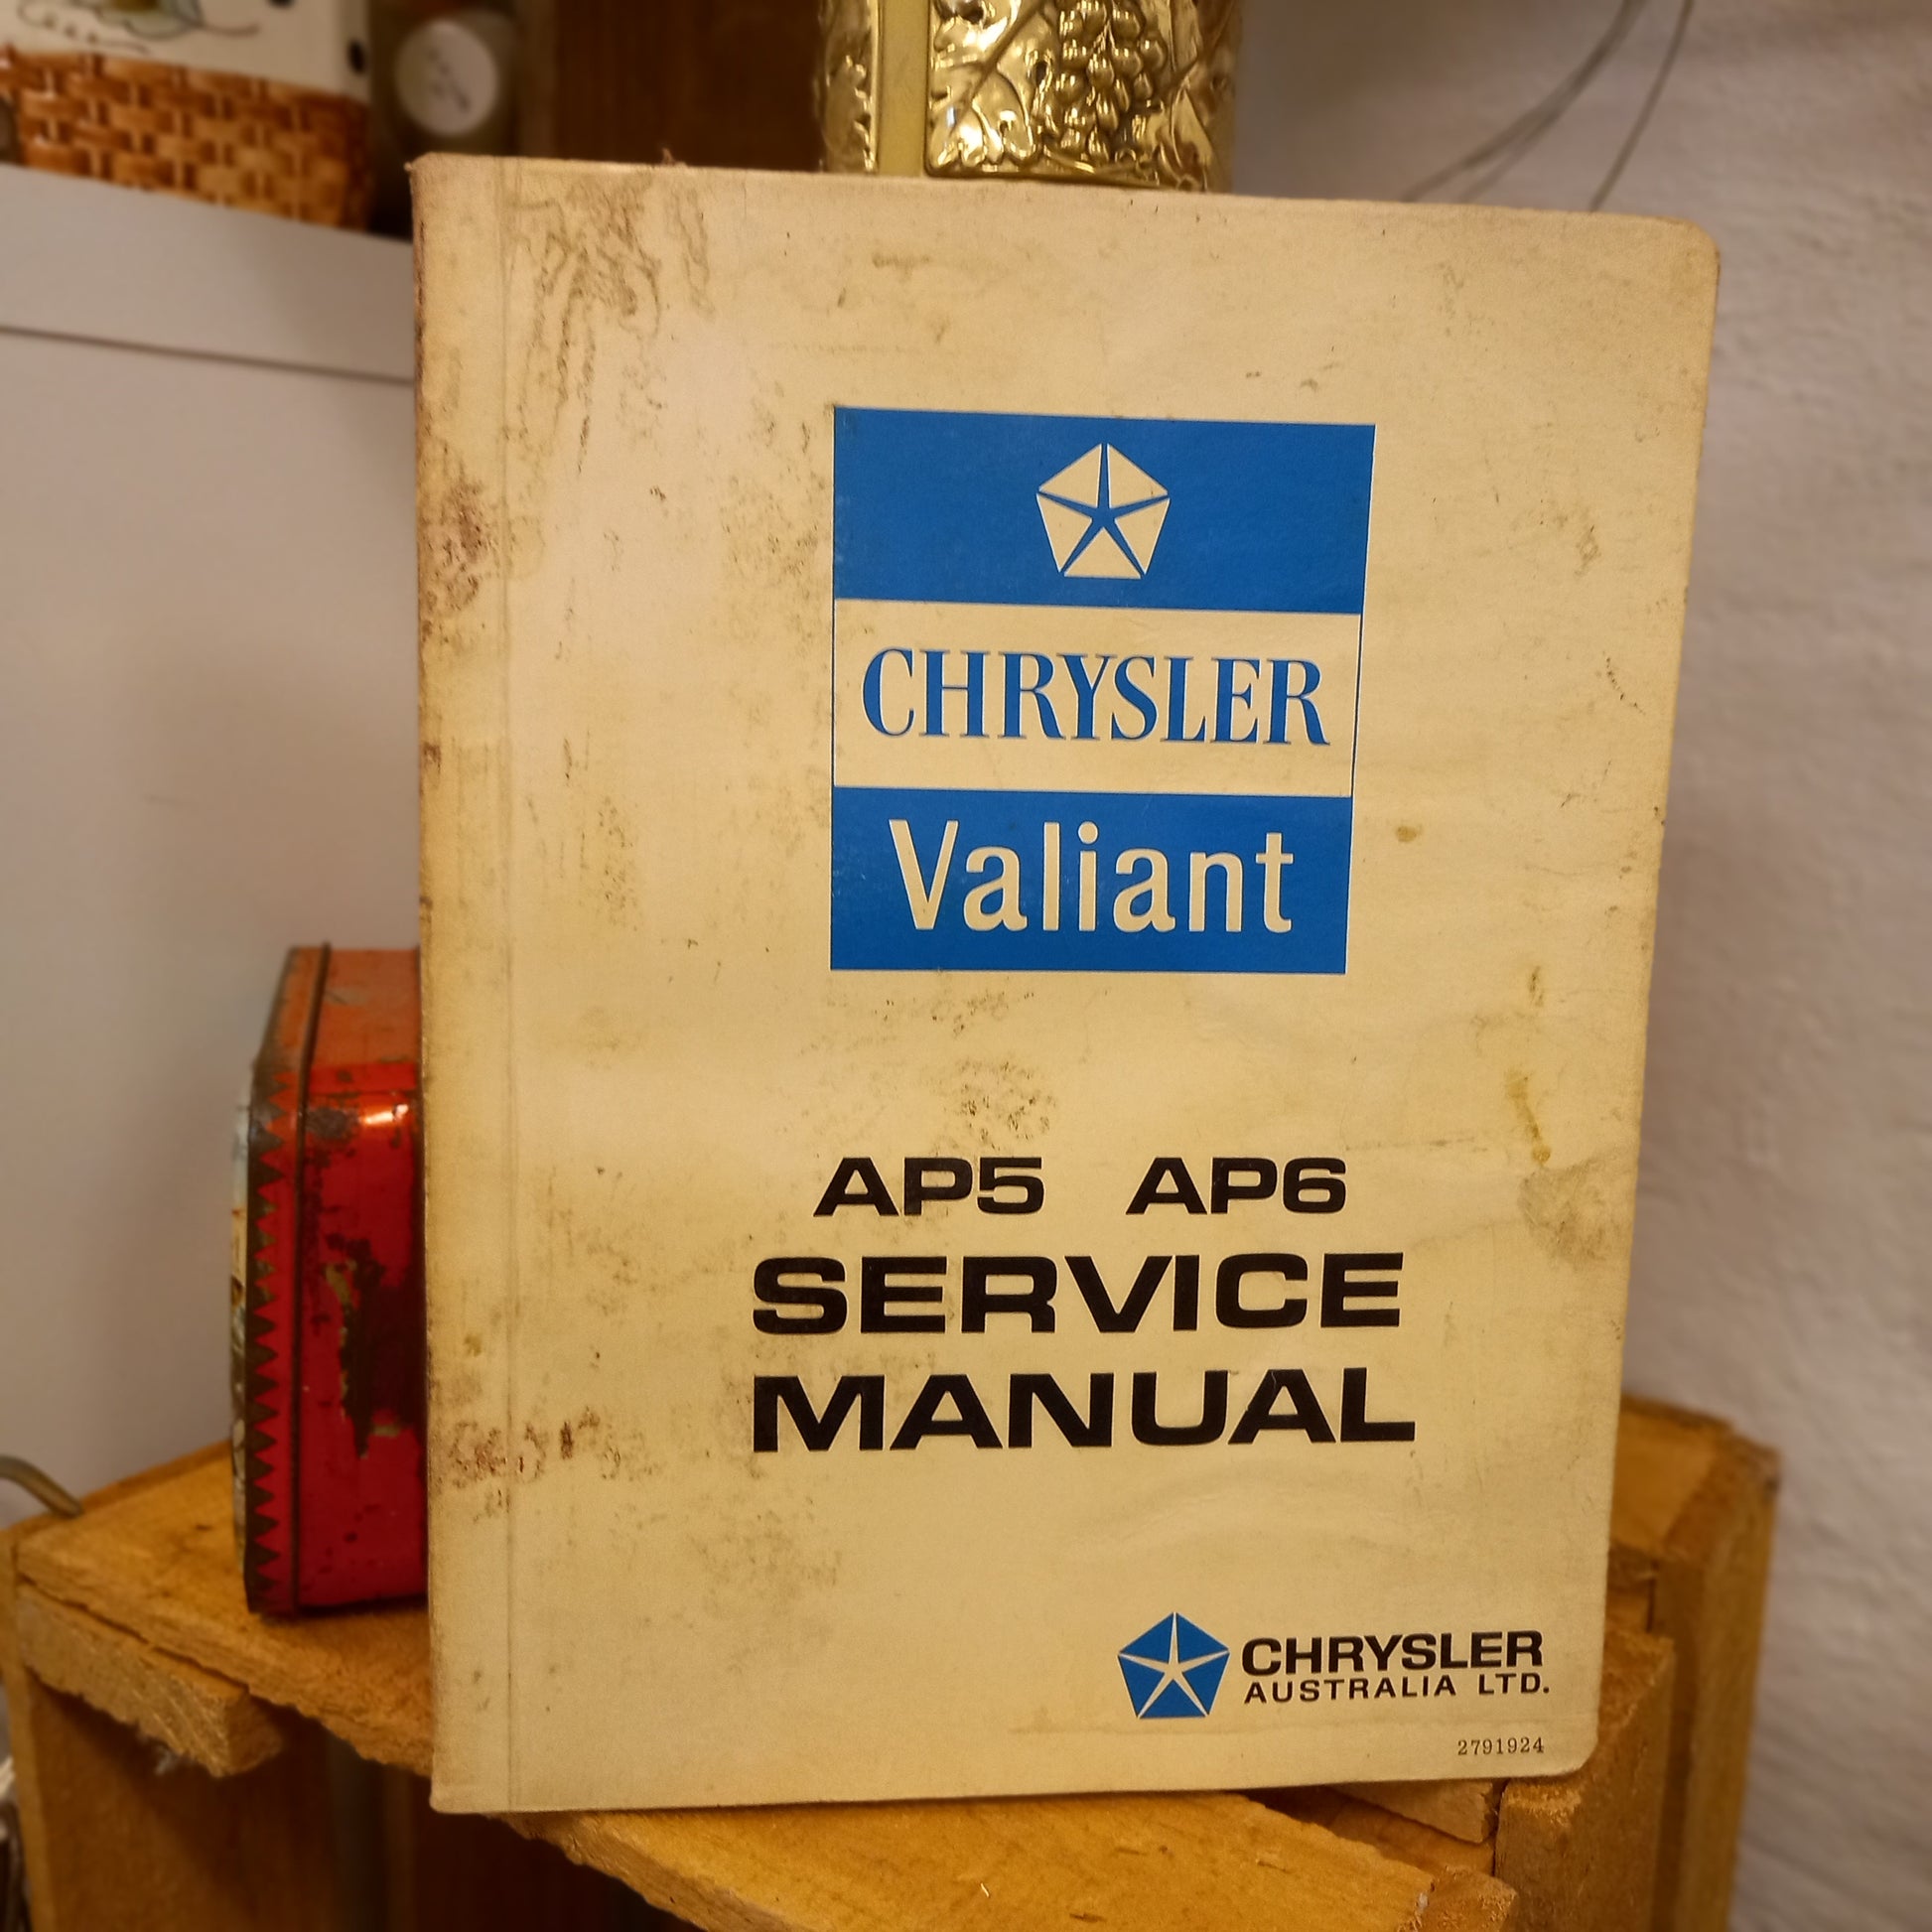 CHRYSLER
Valiant
AP5 AP6
SERVICE
MANUAL
CHRYSLER
AUSTRALIA LTD.
2791924